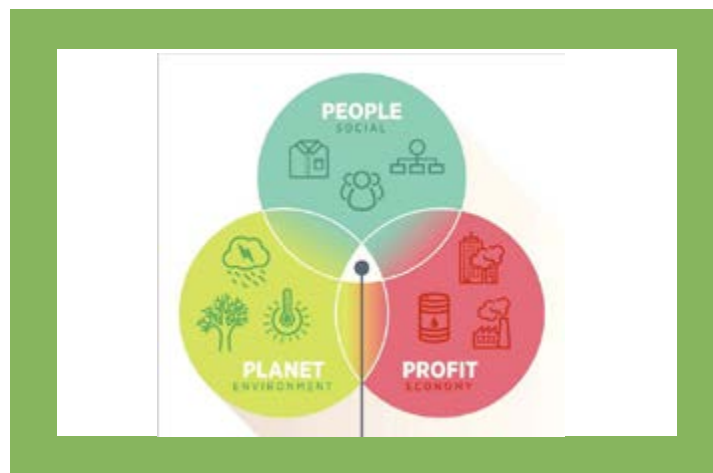 PEOPLE
SOCIAL
PLANET
ENVIRONMENT
PROFIT
ECONOMY